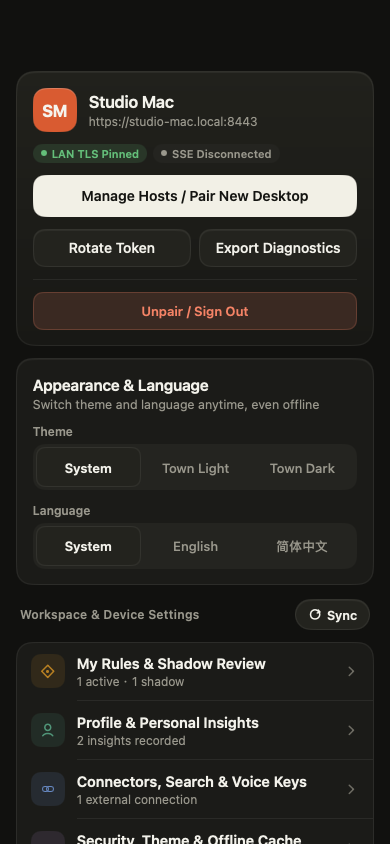 SM
Studio Mac
https://studio-mac.local:8443
LAN TLS Pinned
SSE Disconnected
Manage Hosts / Pair New Desktop
Rotate Token
Export Diagnostics
Unpair / Sign Out
Appearance & Language
Switch theme and language anytime, even offline
Theme
System
Town Light
Town Dark
Language
System
English
简体中文
Workspace & Device Settings
Sync
My Rules & Shadow Review
1 active · 1 shadow
Profile & Personal Insights
2 insights recorded
Connectors, Search & Voice Keys
1 external connection
Security, Theme & Offline Cache